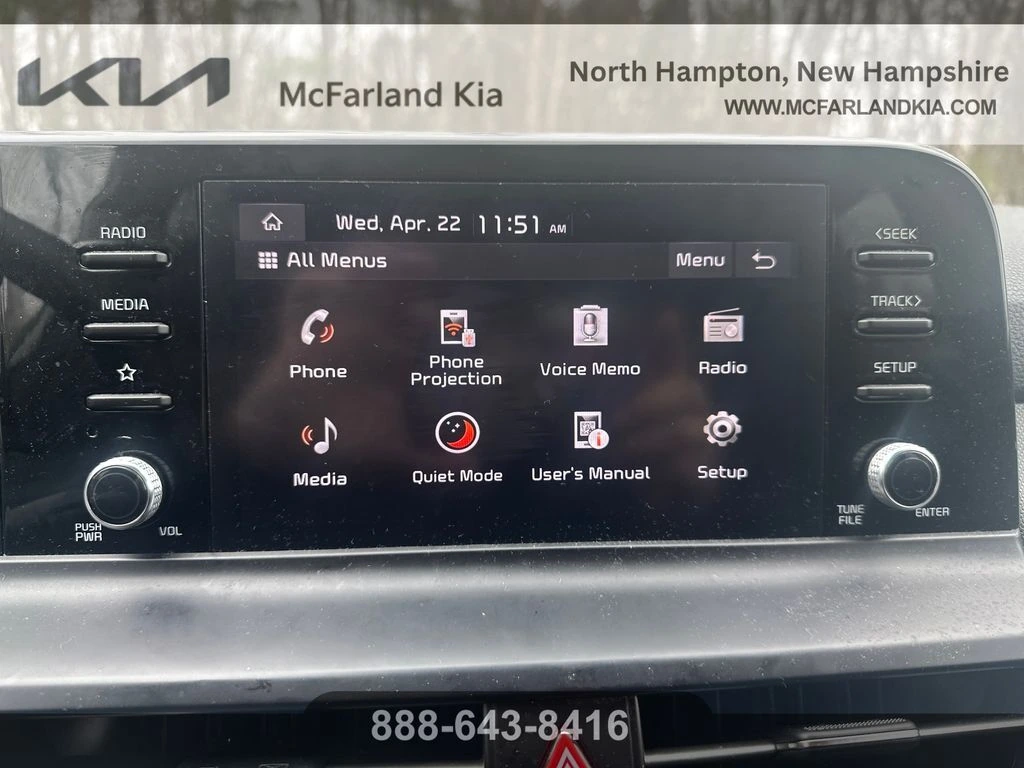 KIA
McFarland Kia
North Hampton, New Hampshire
WWW.MCFARLANDKIA.COM
RADIO
MEDIA
PUSH
PWR
VOL
Wed, Apr. 22 11:51 AM
All Menus Menu
Phone
Phone
Projection
Voice Memo
Radio
Media
Quiet Mode
User's Manual
Setup
<SEEK
TRACK>
SETUP
TUNE
FILE
ENTER
888-643-8416